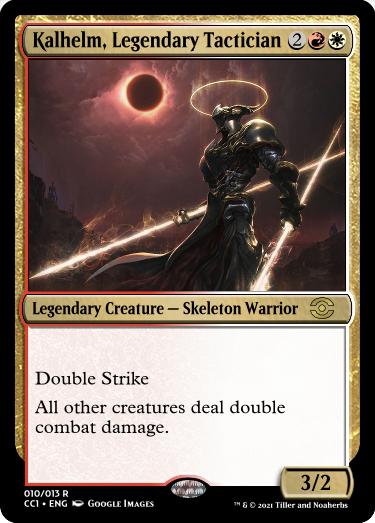 Kalhelm, Legendary Tactician 2
Legendary Creature — Skeleton Warrior
Double Strike
All other creatures deal double
combat damage.
3/2
010/013 R
CC1 • ENG Google Images
™ & © 2021 Tiller and Noaherbs